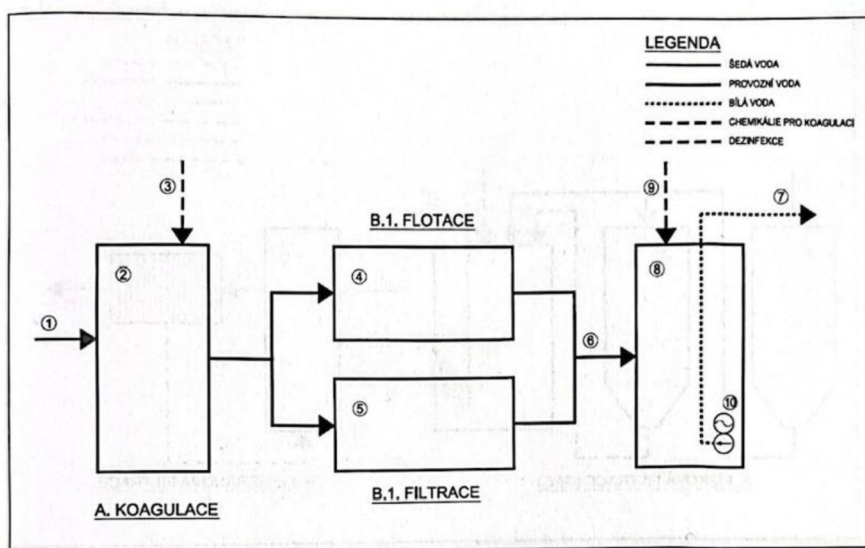 LEGENDA
ŠEDÁ VODA
PROVOZNÍ VODA
BÍLÁ VODA
CHEMIKÁLIE PRO KOAGULACI
DEZINFEKCE
③
⑨
⑦
B.1. FLOTACE
②
④
⑧
①
⑥
⑤
⑩
B.1. FILTRACE
A. KOAGULACE